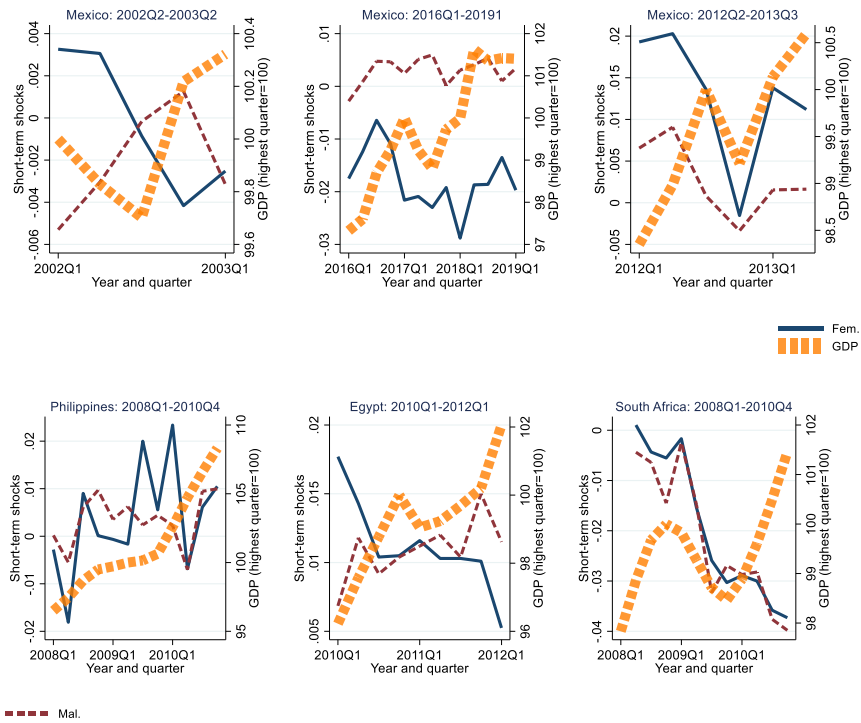 Mexico: 2002Q2-2003Q2
Short-term shocks
.004
.002
0
-.002
-.004
-.006
100.4
100.2
100
99.8
99.6
GDP (highest quarter=100)
2002Q1 2003Q1
Year and quarter
Mexico: 2016Q1-20191
Short-term shocks
.01
0
-.01
-.02
-.03
102
101
100
99
98
97
GDP (highest quarter=100)
2016Q1 2017Q1 2018Q1 2019Q1
Year and quarter
Mexico: 2012Q2-2013Q3
Short-term shocks
.02
.015
.01
.005
0
-.005
100.5
100
99.5
99
98.5
GDP (highest quarter=100)
2012Q1 2013Q1
Year and quarter
Fem.
GDP
Philippines: 2008Q1-2010Q4
Short-term shocks
.02
.01
0
-.01
-.02
110
105
100
95
GDP (highest quarter=100)
2008Q1 2009Q1 2010Q1
Year and quarter
Egypt: 2010Q1-2012Q1
Short-term shocks
.02
.015
.01
.005
102
100
98
96
GDP (highest quarter=100)
2010Q1 2011Q1 2012Q1
Year and quarter
South Africa: 2008Q1-2010Q4
Short-term shocks
0
-.01
-.02
-.03
-.04
102
101
100
99
98
GDP (highest quarter=100)
2008Q1 2009Q1 2010Q1
Year and quarter
Mal.